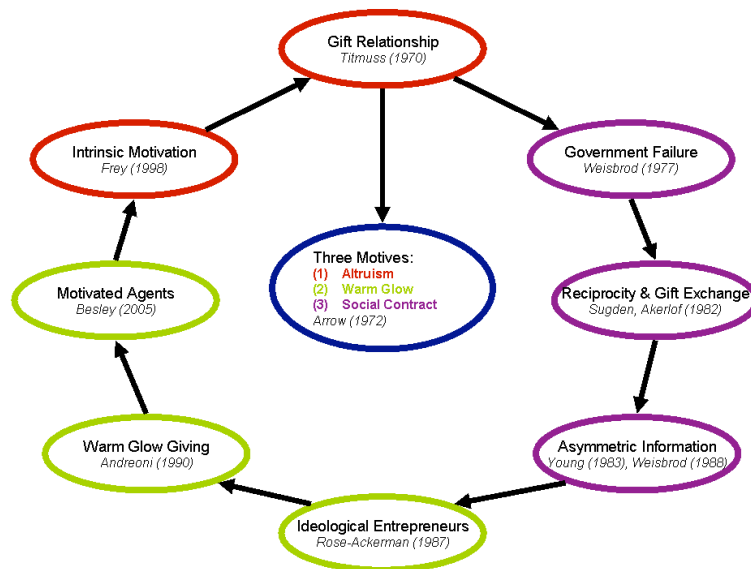 Gift Relationship
Titmuss (1970)
Intrinsic Motivation
Frey (1998)
Government Failure
Weisbrod (1977)
Three Motives:
(1) Altruism
(2) Warm Glow
(3) Social Contract
Arrow (1972)
Motivated Agents
Besley (2005)
Reciprocity & Gift Exchange
Sugden, Akerlof (1982)
Warm Glow Giving
Andreoni (1990)
Asymmetric Information
Young (1983), Weisbrod (1988)
Ideological Entrepreneurs
Rose-Ackerman (1987)